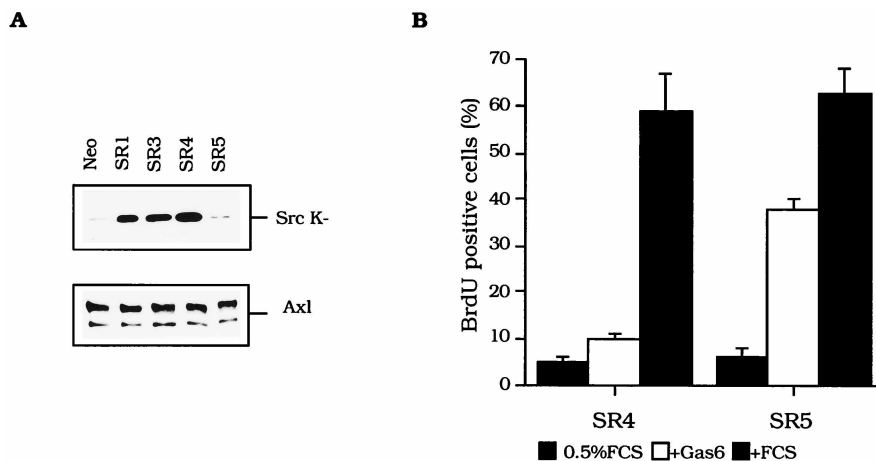 A
Neo
SR1
SR3
SR4
SR5
Src K-
Axl
B
BrdU positive cells (%)
70
60
50
40
30
20
10
0
SR4
SR5
0.5%FCS
+Gas6
+FCS